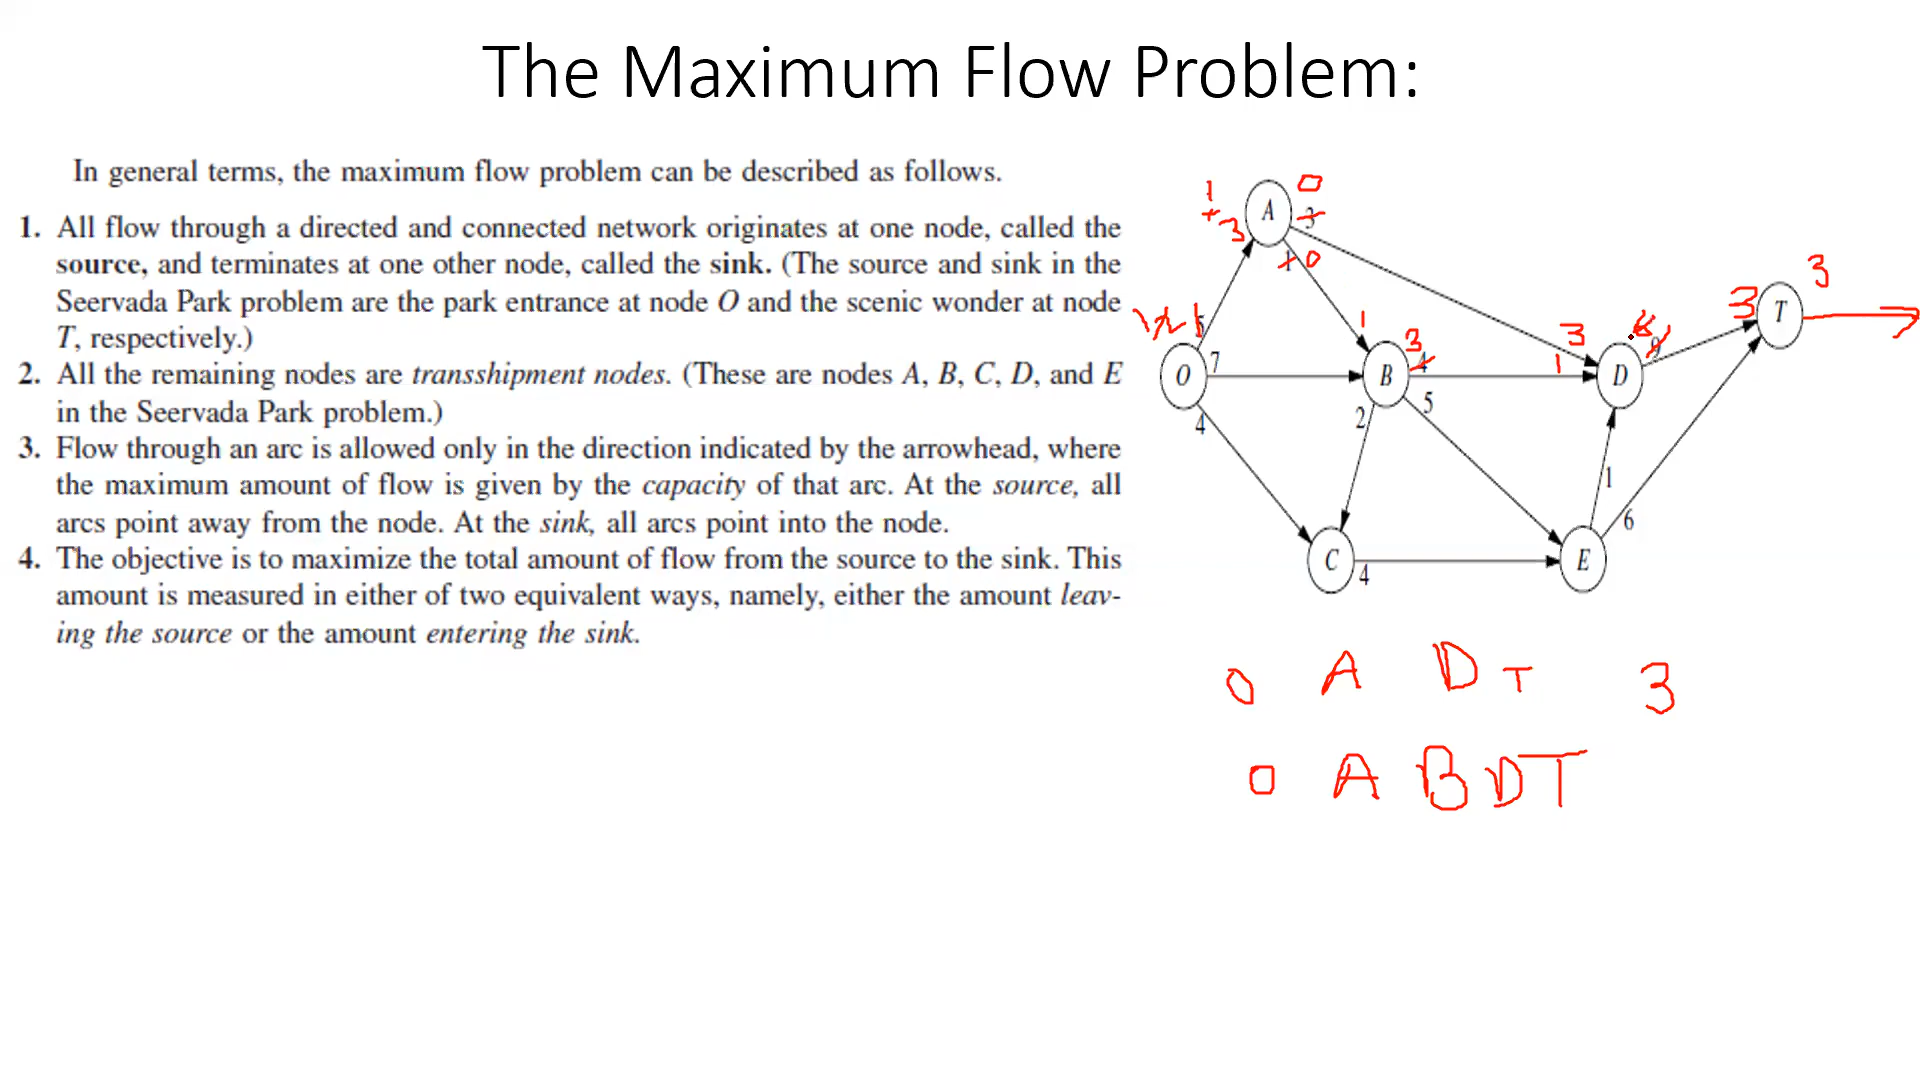 The Maximum Flow Problem:
In general terms, the maximum flow problem can be described as follows.
1. All flow through a directed and connected network originates at one node, called the
source, and terminates at one other node, called the sink. (The source and sink in the
Seervada Park problem are the park entrance at node O and the scenic wonder at node
T, respectively.)
2. All the remaining nodes are transshipment nodes. (These are nodes A, B, C, D, and E
in the Seervada Park problem.)
3. Flow through an arc is allowed only in the direction indicated by the arrowhead, where
the maximum amount of flow is given by the capacity of that arc. At the source, all
arcs point away from the node. At the sink, all arcs point into the node.
4. The objective is to maximize the total amount of flow from the source to the sink. This
amount is measured in either of two equivalent ways, namely, either the amount leav-
ing the source or the amount entering the sink.
1 0
3 A
0
3
3 T
1 3 3
O 7 B 1 D
4 2 5
1
6
C 4 E
O A D T 3
O A B D T